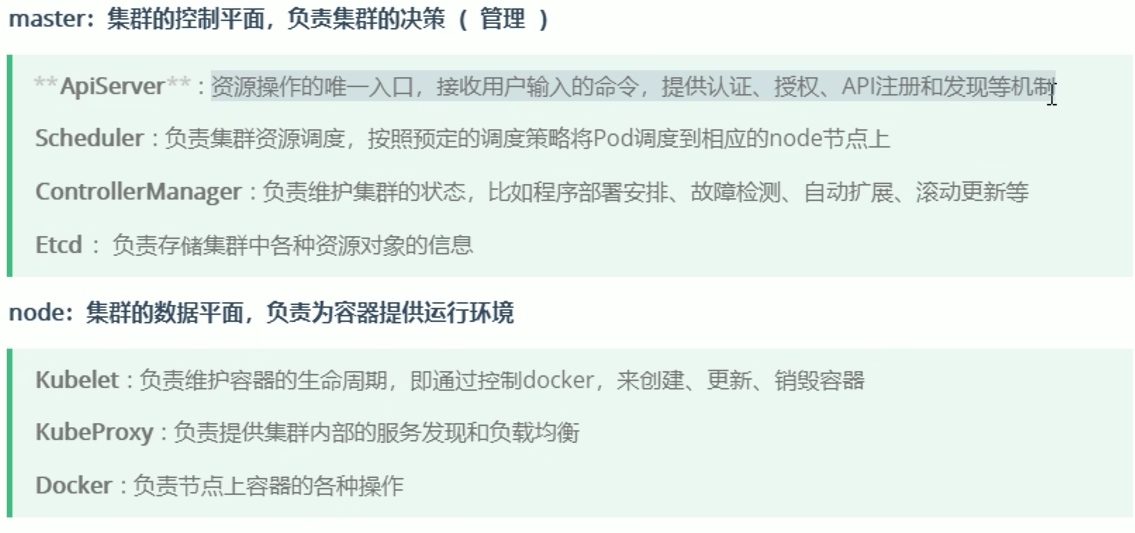 master：集群的控制平面，负责集群的决策 ( 管理 )
**ApiServer** : 资源操作的唯一入口，接收用户输入的命令，提供认证、授权、API注册和发现等机制
Scheduler : 负责集群资源调度，按照预定的调度策略将Pod调度到相应的node节点上
ControllerManager : 负责维护集群的状态，比如程序部署安排、故障检测、自动扩展、滚动更新等
Etcd ：负责存储集群中各种资源对象的信息
node：集群的数据平面，负责为容器提供运行环境
Kubelet : 负责维护容器的生命周期，即通过控制docker，来创建、更新、销毁容器
KubeProxy : 负责提供集群内部的服务发现和负载均衡
Docker : 负责节点上容器的各种操作